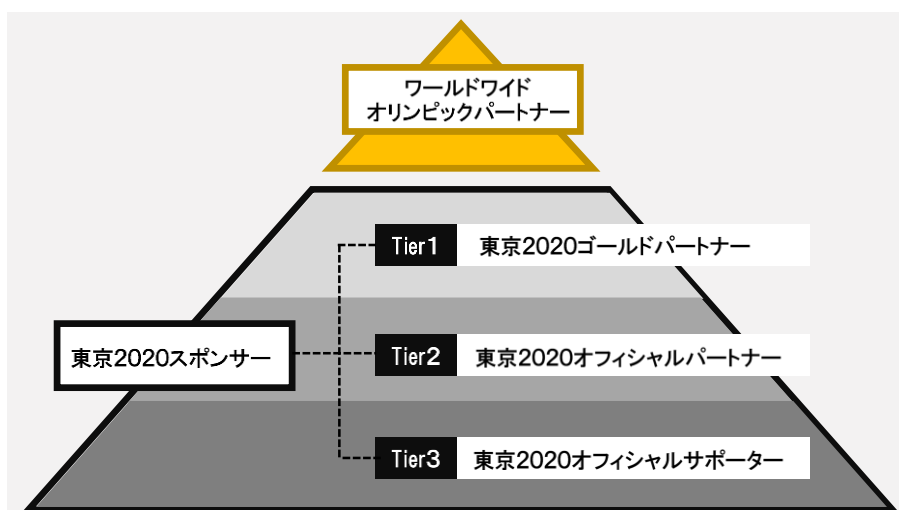 ワールドワイド
オリンピックパートナー
Tier1 東京2020ゴールドパートナー
東京2020スポンサー
Tier2 東京2020オフィシャルパートナー
Tier3 東京2020オフィシャルサポーター